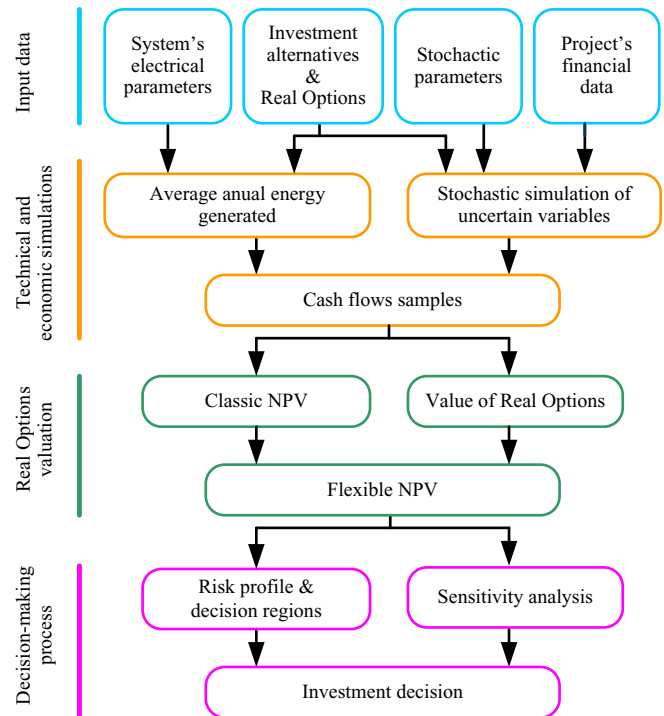 Input data
System's
electrical
parameters
Investment
alternatives
&
Real Options
Stochactic
parameters
Project's
financial
data
Technical and
economic simulations
Average anual energy
generated
Stochastic simulation of
uncertain variables
Cash flows samples
Real Options
valuation
Classic NPV
Value of Real Options
Flexible NPV
Decision-making
process
Risk profile &
decision regions
Sensitivity analysis
Investment decision